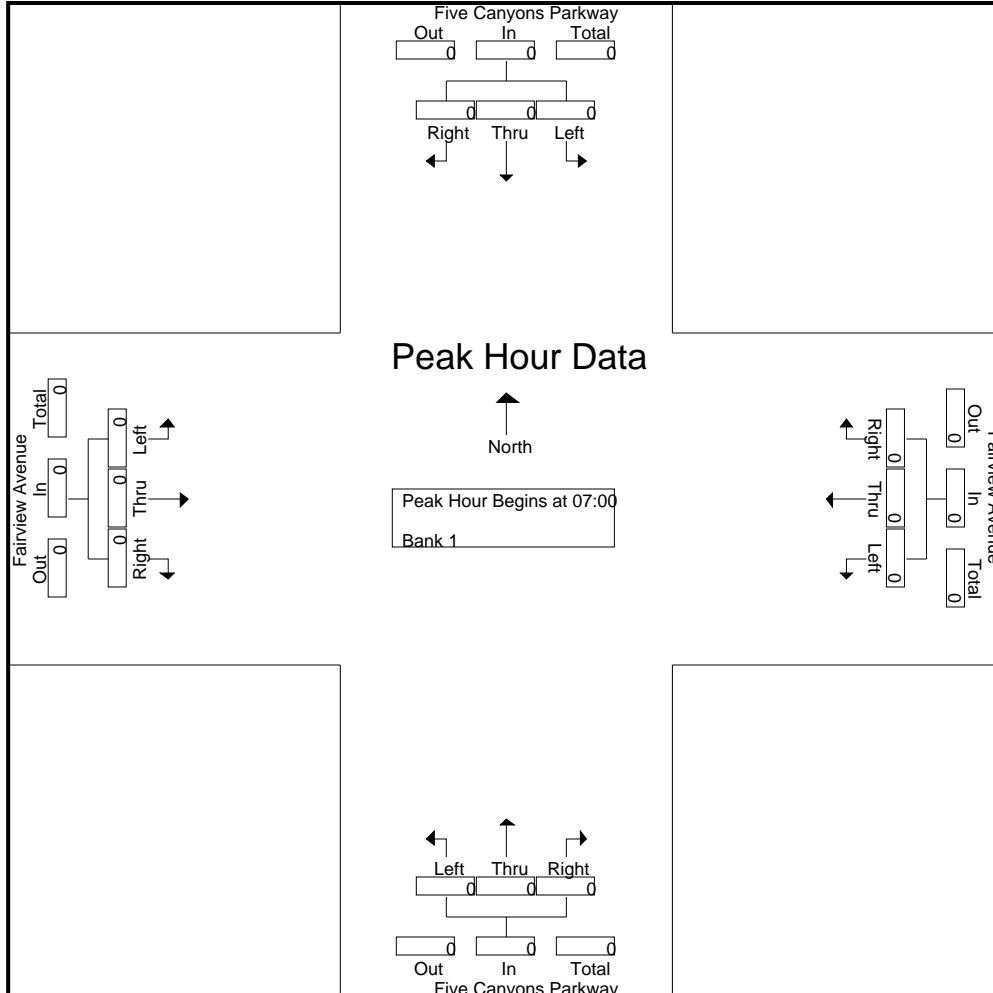 Five Canyons Parkway
Out In Total
0 0 0
0 0 0
Right Thru Left
Peak Hour Data
North
Peak Hour Begins at 07:00
Bank 1
Fairview Avenue
Total In Out
0 0 0
0 0 0
Left Thru Right
Fairview Avenue
Out In Total
0 0 0
0 0 0
Right Thru Left
Left Thru Right
0 0 0
0 0 0
Out In Total
Five Canyons Parkway